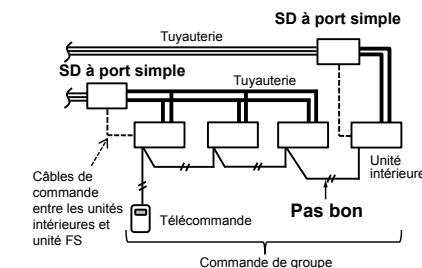 SD à port simple
Tuyauterie
SD à port simple
Tuyauterie
Unité
intérieure
Câbles de
commande
entre les unités
intérieures et
unité FS
Télécommande
Pas bon
Commande de groupe